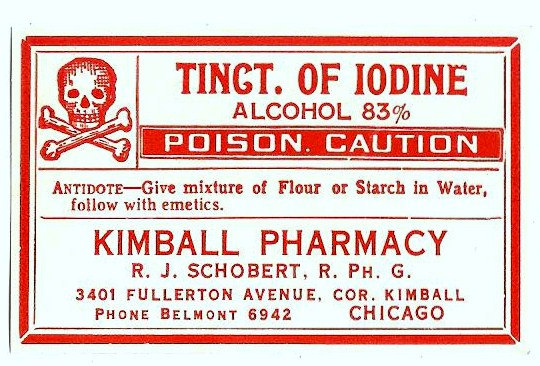 TINCT. OF IODINE
ALCOHOL 83%
POISON. CAUTION
ANTIDOTE—Give mixture of Flour or Starch in Water,
follow with emetics.
KIMBALL PHARMACY
R. J. SCHOBERT, R. PH. G.
3401 FULLERTON AVENUE, COR. KIMBALL
PHONE BELMONT 6942 CHICAGO